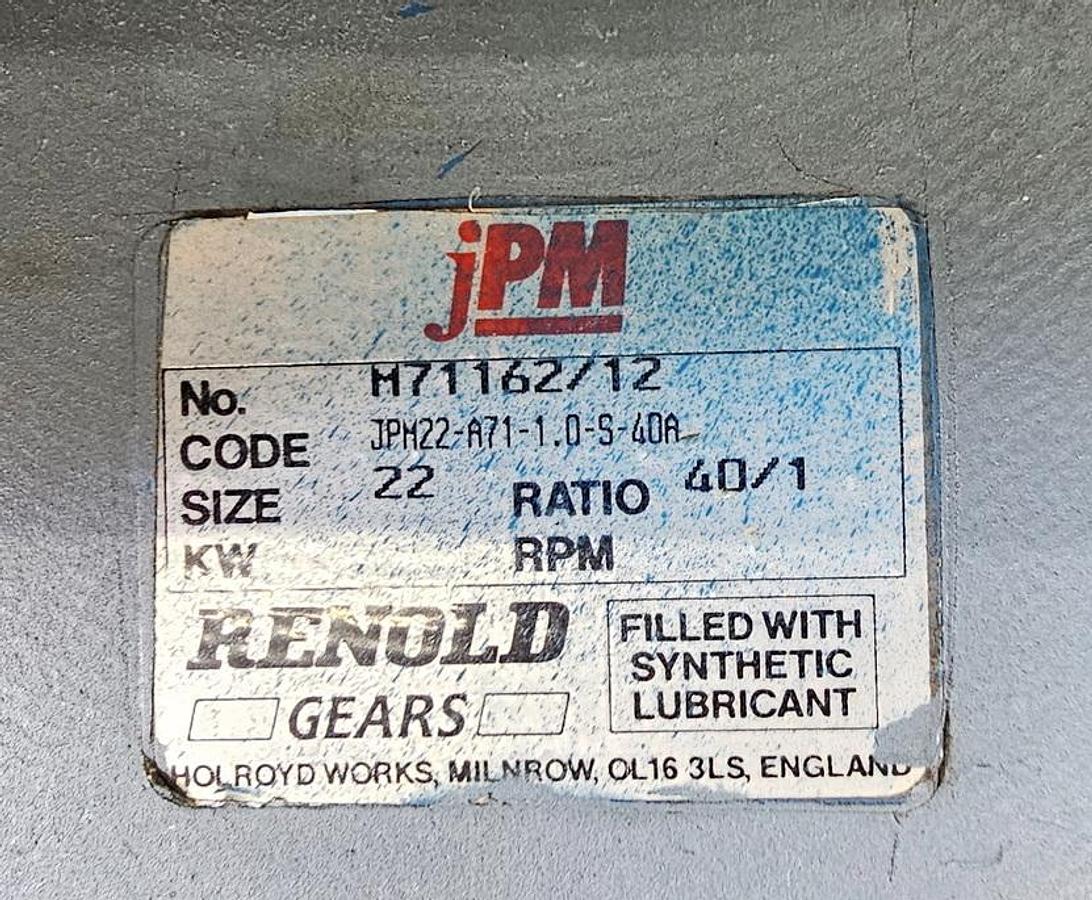 jPM
No. M71162/12
CODE JPM22-A71-1.0-S-40A
SIZE 22 RATIO 40/1
KW RPM
RENOLD
GEARS
FILLED WITH
SYNTHETIC
LUBRICANT
HOLROYD WORKS, MILNROW, OL16 3LS, ENGLAND